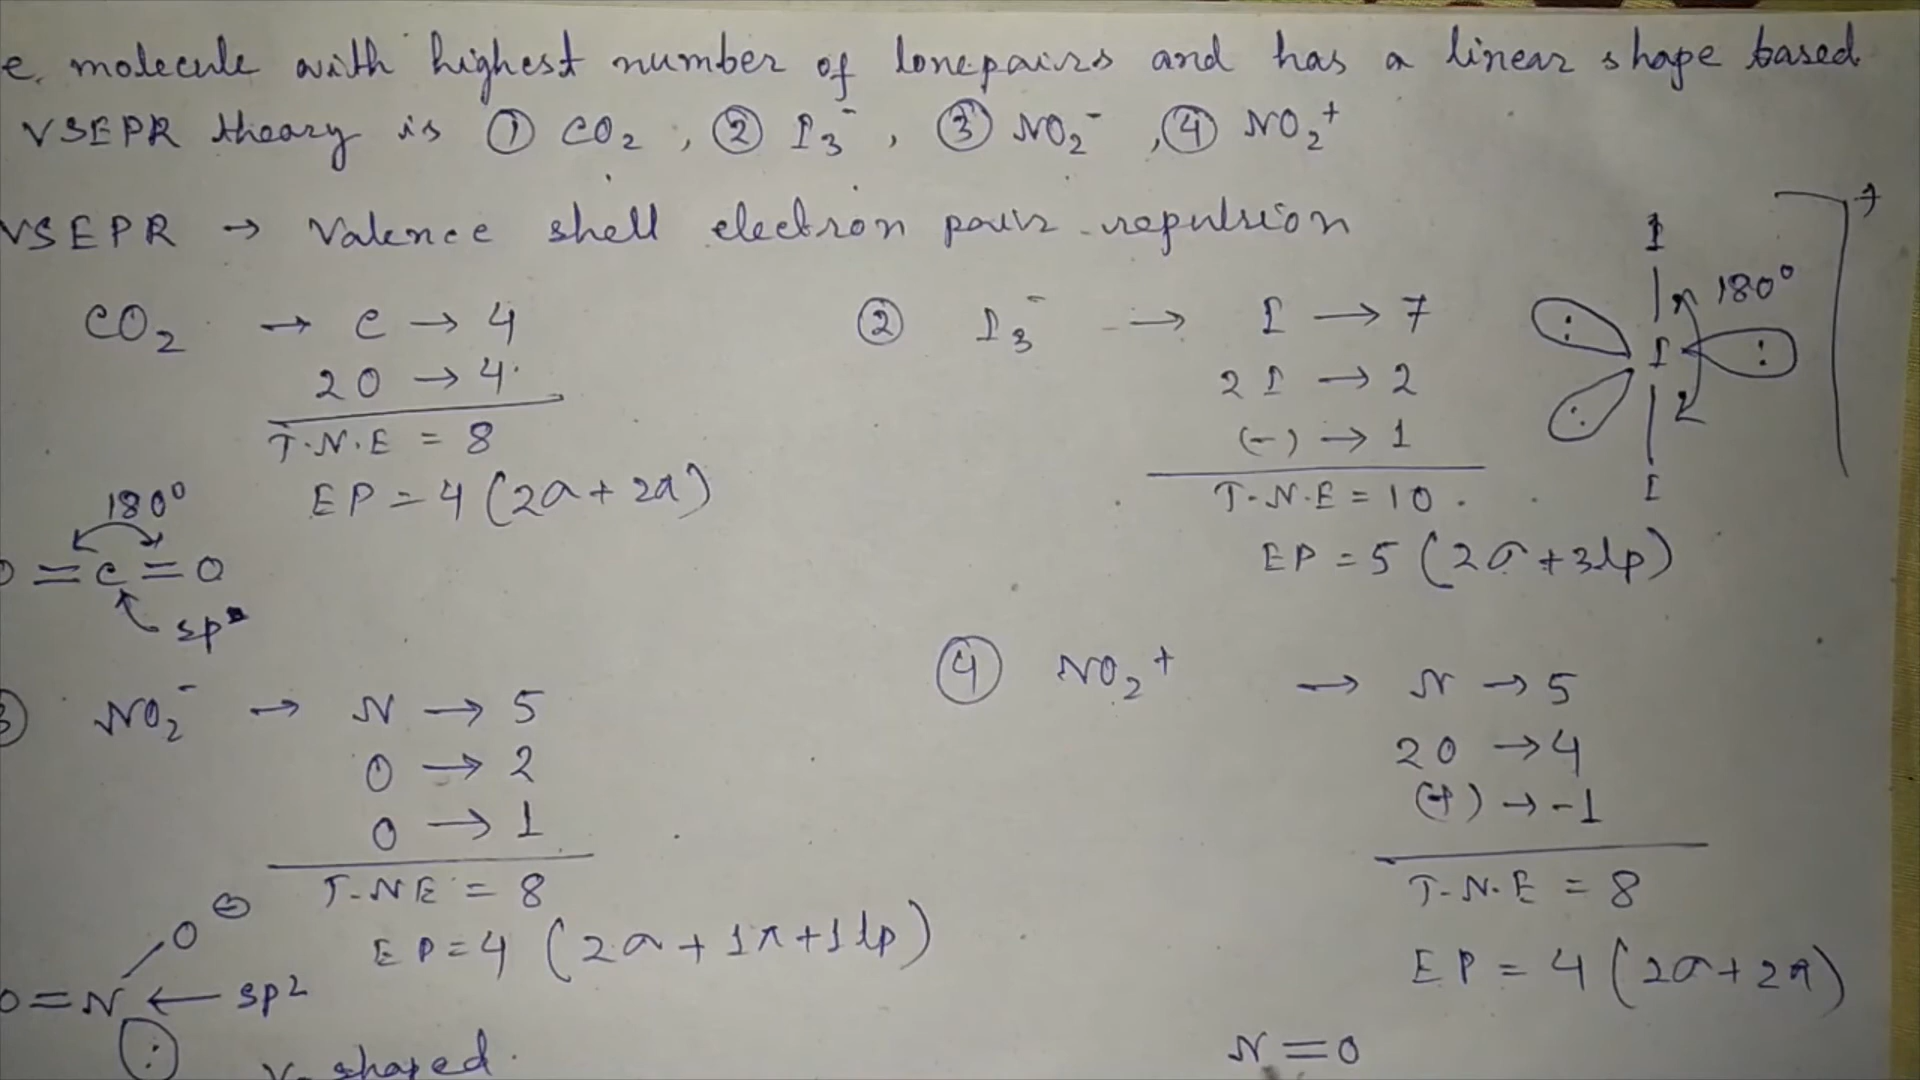 e. molecule with highest number of lonepairs and has a linear shape based
VSEPR theory is ① CO₂ , ② I₃⁻ , ③ NO₂⁻ , ④ NO₂⁺
VSEPR → Valence shell electron pair repulsion
CO₂ → C → 4
2O → 4
T.N.E = 8
EP = 4 (2σ + 2π)
180°
O = C = O
sp
② I₃⁻ → I → 7
2I → 2
(-) → 1
T.N.E = 10
EP = 5 (2σ + 3lp)
I
180°
: I :
:
I
+
③ NO₂⁻ → N → 5
O → 2
O → 1
T.NE = 8
EP = 4 (2σ + 1π + 1lp)
O ⊖
O = N ← sp²
:
V-shaped.
④ NO₂⁺ → N → 5
2O → 4
(+) → -1
T.N.E = 8
EP = 4 (2σ + 2π)
N = O